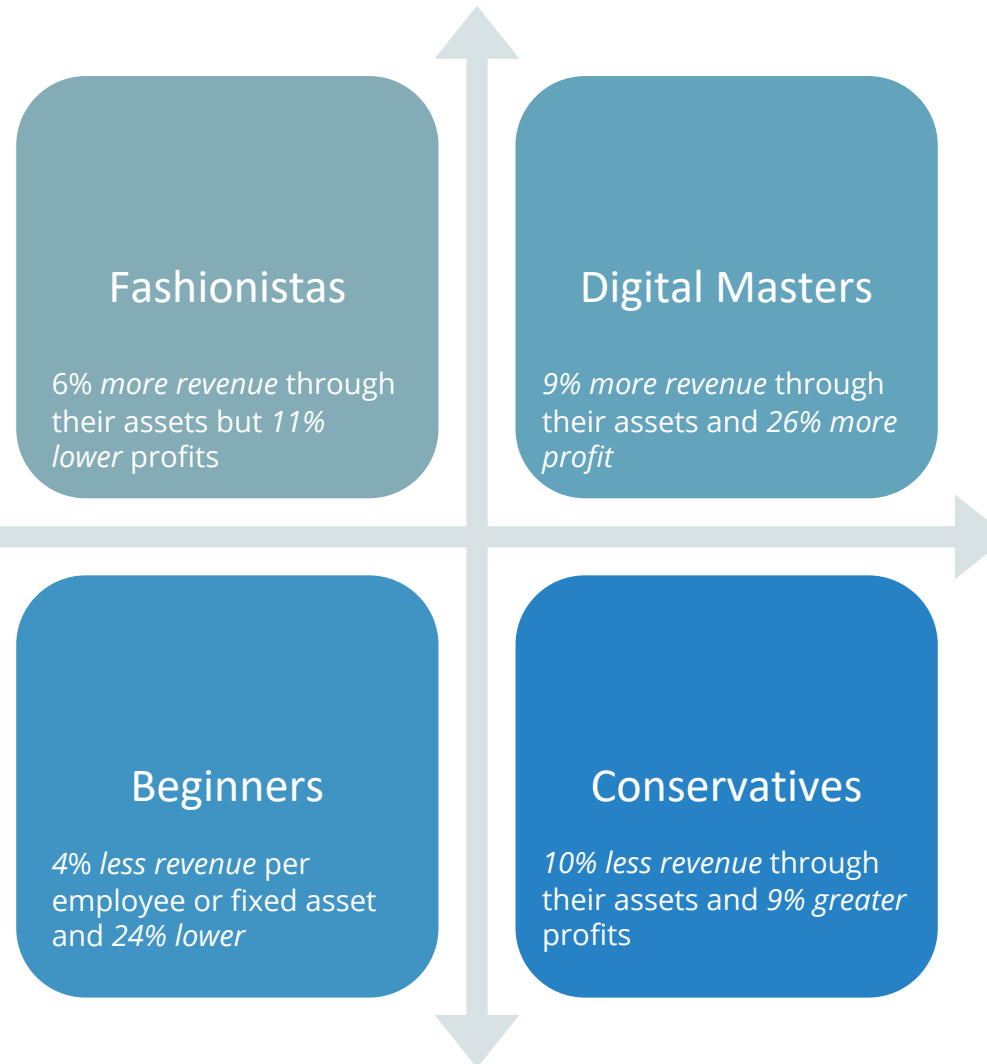 Fashionistas
6% more revenue through
their assets but 11%
lower profits
Digital Masters
9% more revenue through
their assets and 26% more
profit
Beginners
4% less revenue per
employee or fixed asset
and 24% lower
Conservatives
10% less revenue through
their assets and 9% greater
profits